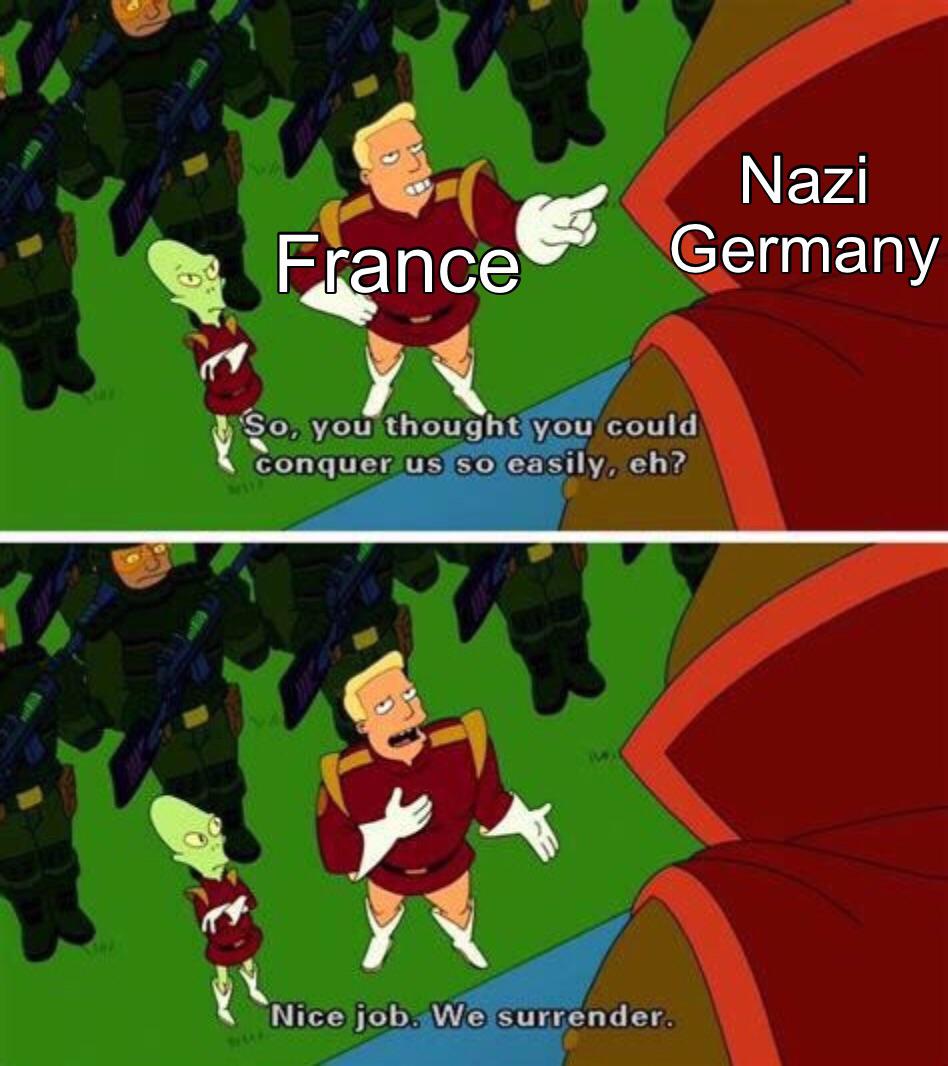 Nazi
Germany
France
So, you thought you could
conquer us so easily, eh?
Nice job. We surrender.